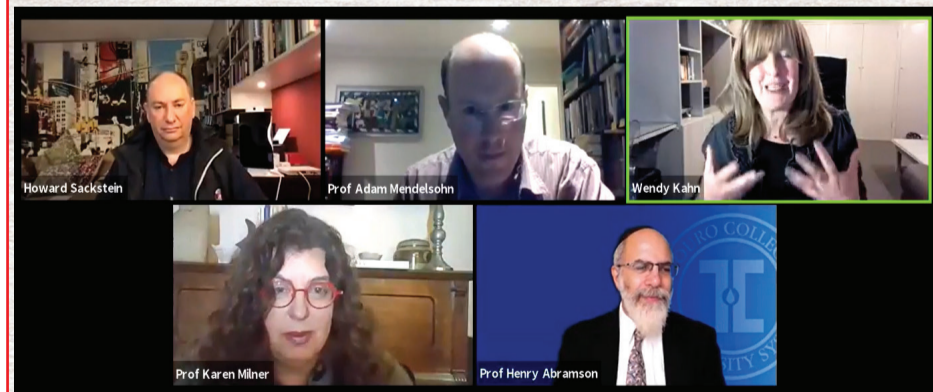 Howard Sackstein
Prof Adam Mendelsohn
Wendy Kahn
Prof Karen Milner
Prof Henry Abramson